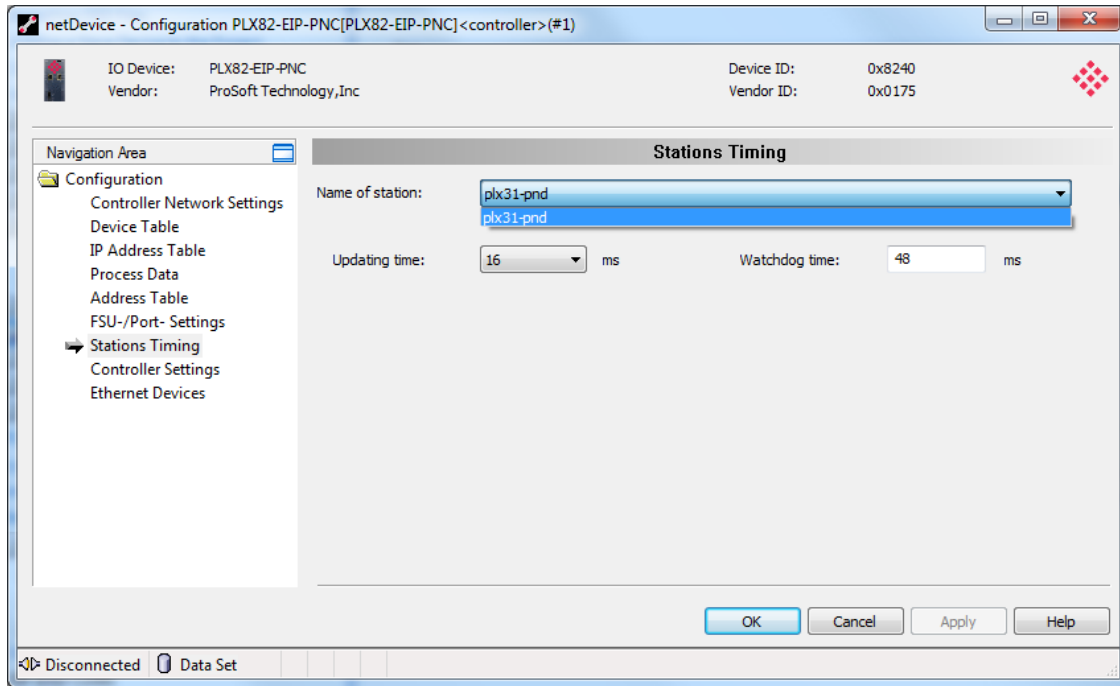 netDevice - Configuration PLX82-EIP-PNC[PLX82-EIP-PNC]<controller>(#1)
IO Device: PLX82-EIP-PNC Device ID: 0x8240
Vendor: ProSoft Technology,Inc Vendor ID: 0x0175
Navigation Area
Configuration
Controller Network Settings
Device Table
IP Address Table
Process Data
Address Table
FSU-/Port- Settings
Stations Timing
Controller Settings
Ethernet Devices
Stations Timing
Name of station: plx31-pnd
plx31-pnd
Updating time: 16 ms Watchdog time: 48 ms
OK Cancel Apply Help
Disconnected Data Set